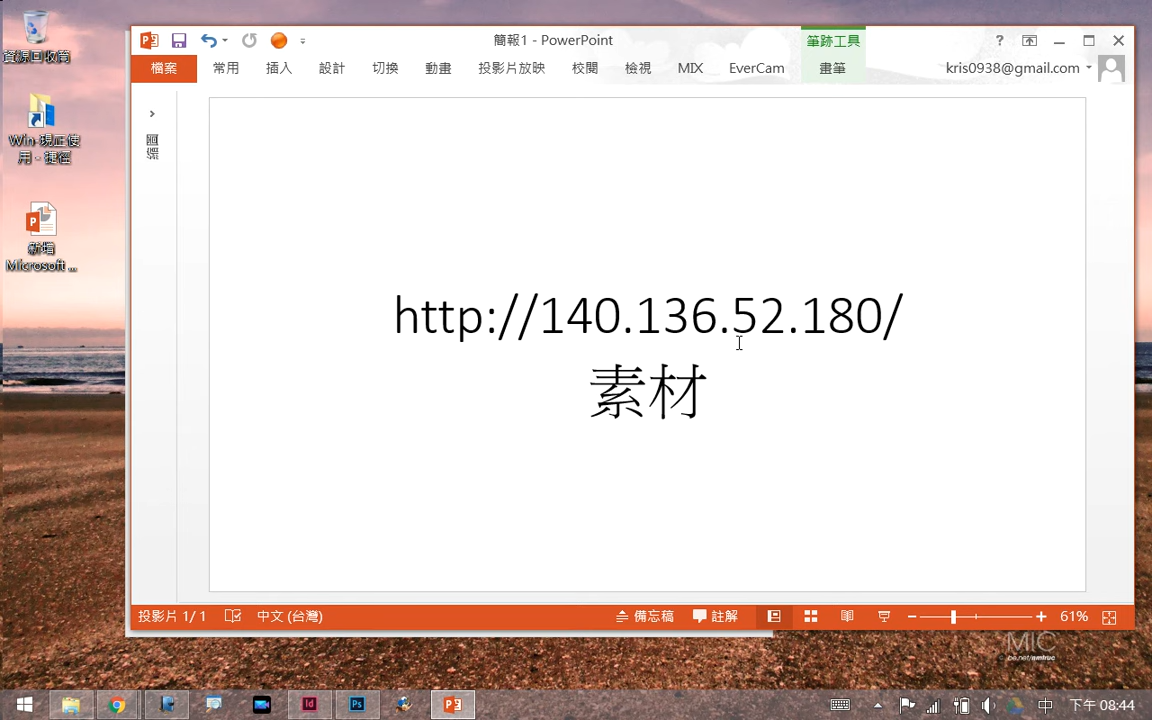 資源回收筒
Win-現正使
用 - 捷徑
新增
Microsoft ...
簡報1 - PowerPoint
筆跡工具
?
檔案
常用
插入
設計
切換
動畫
投影片放映
校閱
檢視
MIX
EverCam
畫筆
kris0938@gmail.com
縮圖
http://140.136.52.180/
素材
投影片 1/ 1
中文 (台灣)
備忘稿
註解
61%
MIC
中
下午 08:44